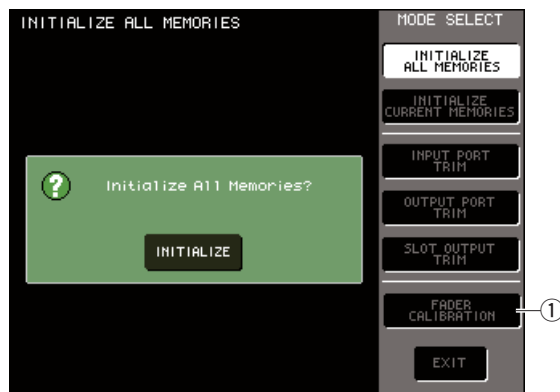 INITIALIZE ALL MEMORIES
MODE SELECT
INITIALIZE
ALL MEMORIES
INITIALIZE
CURRENT MEMORIES
INPUT PORT
TRIM
OUTPUT PORT
TRIM
SLOT OUTPUT
TRIM
FADER
CALIBRATION
①
EXIT
?
Initialize All Memories?
INITIALIZE